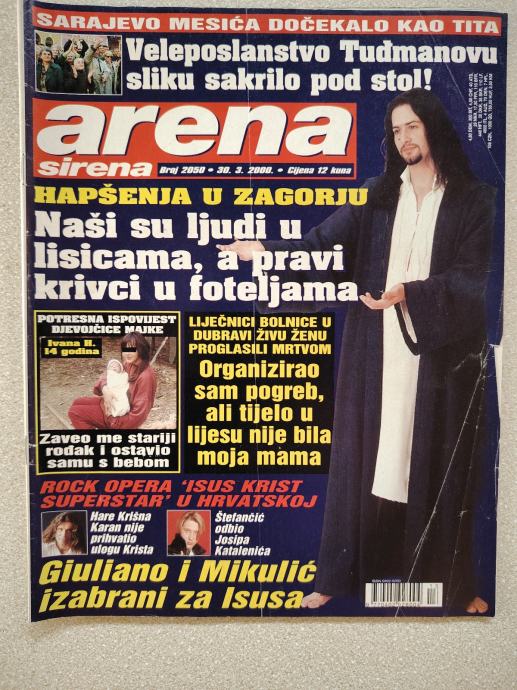 SARAJEVO MESIĆA DOČEKALO KAO TITA
Veleposlanstvo Tuđmanovu
sliku sakrilo pod stol!
arena
sirena
Broj 2050 • 30. 3. 2000. • Cijena 12 kuna
HAPŠENJA U ZAGORJU
Naši su ljudi u
lisicama, a pravi
krivci u foteljama
POTRESNA ISPOVIJEST
DJEVOJČICE MAJKE
Ivana H.
14 godina
Zaveo me stariji
rođak i ostavio
samu s bebom
LIJEČNICI BOLNICE U
DUBRAVI ŽIVU ŽENU
PROGLASILI MRTVOM
Organizirao
sam pogreb,
ali tijelo u
lijesu nije bila
moja mama
ROCK OPERA ‘ISUS KRIST
SUPERSTAR’ U HRVATSKOJ
Hare Krišna
Karan nije
prihvatio
ulogu Krista
Štefančić
odbio
Josipa
Katalenića
Giuliano i Mikulić
izabrani za Isusa